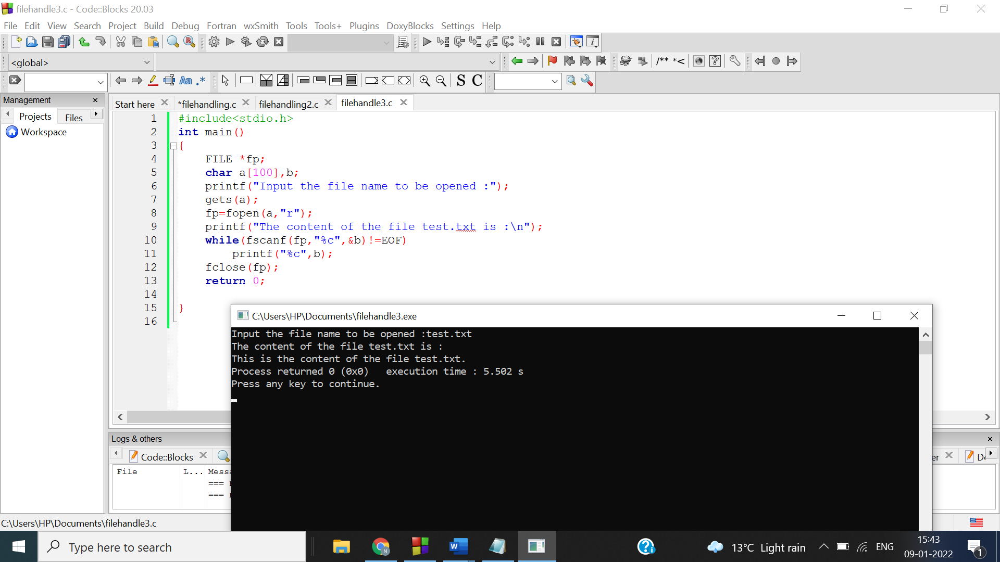 filehandle3.c - Code::Blocks 20.03
File Edit View Search Project Build Debug Fortran wxSmith Tools Tools+ Plugins DoxyBlocks Settings Help
<global>
/** *<
Aa .* S C
Management
Projects Files
Workspace
Start here *filehandling.c filehandling2.c filehandle3.c
1 #include<stdio.h>
2 int main()
3 {
4 FILE *fp;
5 char a[100],b;
6 printf("Input the file name to be opened :");
7 gets(a);
8 fp=fopen(a,"r");
9 printf("The content of the file test.txt is :\n");
10 while(fscanf(fp,"%c",&b)!=EOF)
11 printf("%c",b);
12 fclose(fp);
13 return 0;
14
15 }
16
C:\Users\HP\Documents\filehandle3.exe
Input the file name to be opened :test.txt
The content of the file test.txt is :
This is the content of the file test.txt.
Process returned 0 (0x0) execution time : 5.502 s
Press any key to continue.
Logs & others
Code::Blocks
File L... Messa
===
===
C:\Users\HP\Documents\filehandle3.c
Type here to search
13°C Light rain
ENG
15:43
09-01-2022
1